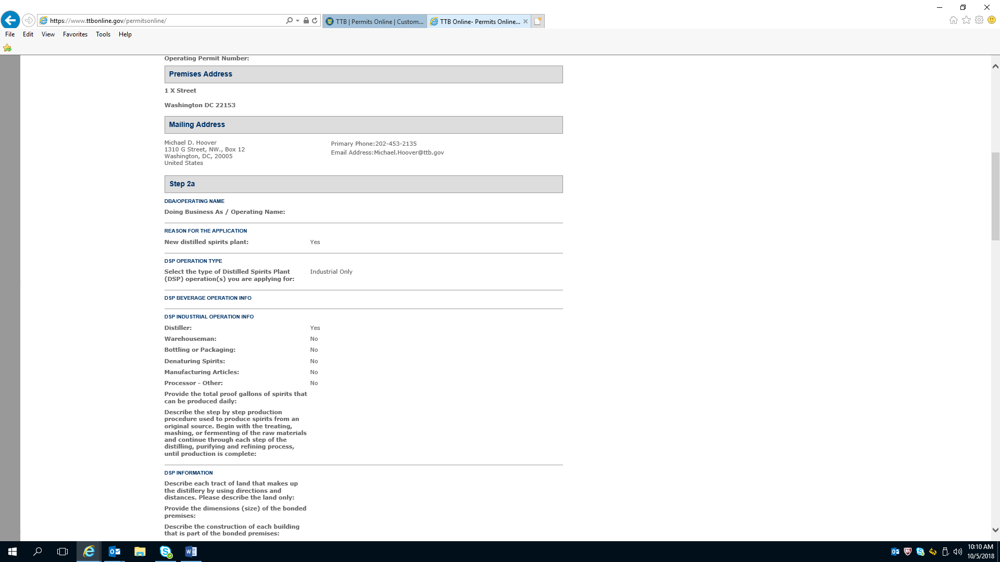 https://www.ttbonline.gov/permitsonline/
TTB | Permits Online | Custom...
TTB Online- Permits Online...
File Edit View Favorites Tools Help
Operating Permit Number:
Premises Address
1 X Street
Washington DC 22153
Mailing Address
Michael D. Hoover
1310 G Street, NW., Box 12
Washington, DC, 20005
United States
Primary Phone:202-453-2135
Email Address:Michael.Hoover@ttb.gov
Step 2a
DBA/OPERATING NAME
Doing Business As / Operating Name:
REASON FOR THE APPLICATION
New distilled spirits plant: Yes
DSP OPERATION TYPE
Select the type of Distilled Spirits Plant Industrial Only
(DSP) operation(s) you are applying for:
DSP BEVERAGE OPERATION INFO
DSP INDUSTRIAL OPERATION INFO
Distiller: Yes
Warehouseman: No
Bottling or Packaging: No
Denaturing Spirits: No
Manufacturing Articles: No
Processor - Other: No
Provide the total proof gallons of spirits that
can be produced daily:
Describe the step by step production
procedure used to produce spirits from an
original source. Begin with the treating,
mashing, or fermenting of the raw materials
and continue through each step of the
distilling, purifying and refining process,
until production is complete:
DSP INFORMATION
Describe each tract of land that makes up
the distillery by using directions and
distances. Please describe the land only:
Provide the dimensions (size) of the bonded
premises:
Describe the construction of each building
that is part of the bonded premises:
10:10 AM
10/5/2018